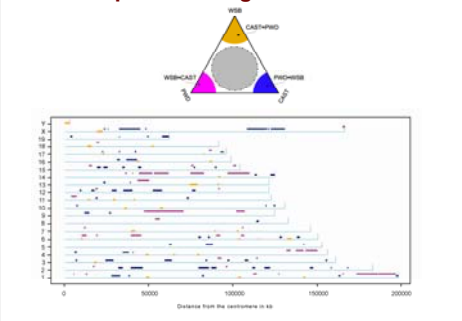 WSB
CAST=PWD
WSB=CAST
PWD=WSB
PWD
CAST
Y
X
19
18
17
16
15
14
13
12
11
10
9
8
7
6
5
4
3
2
1
0 50000 100000 150000 200000
Distance from the centromere in kb